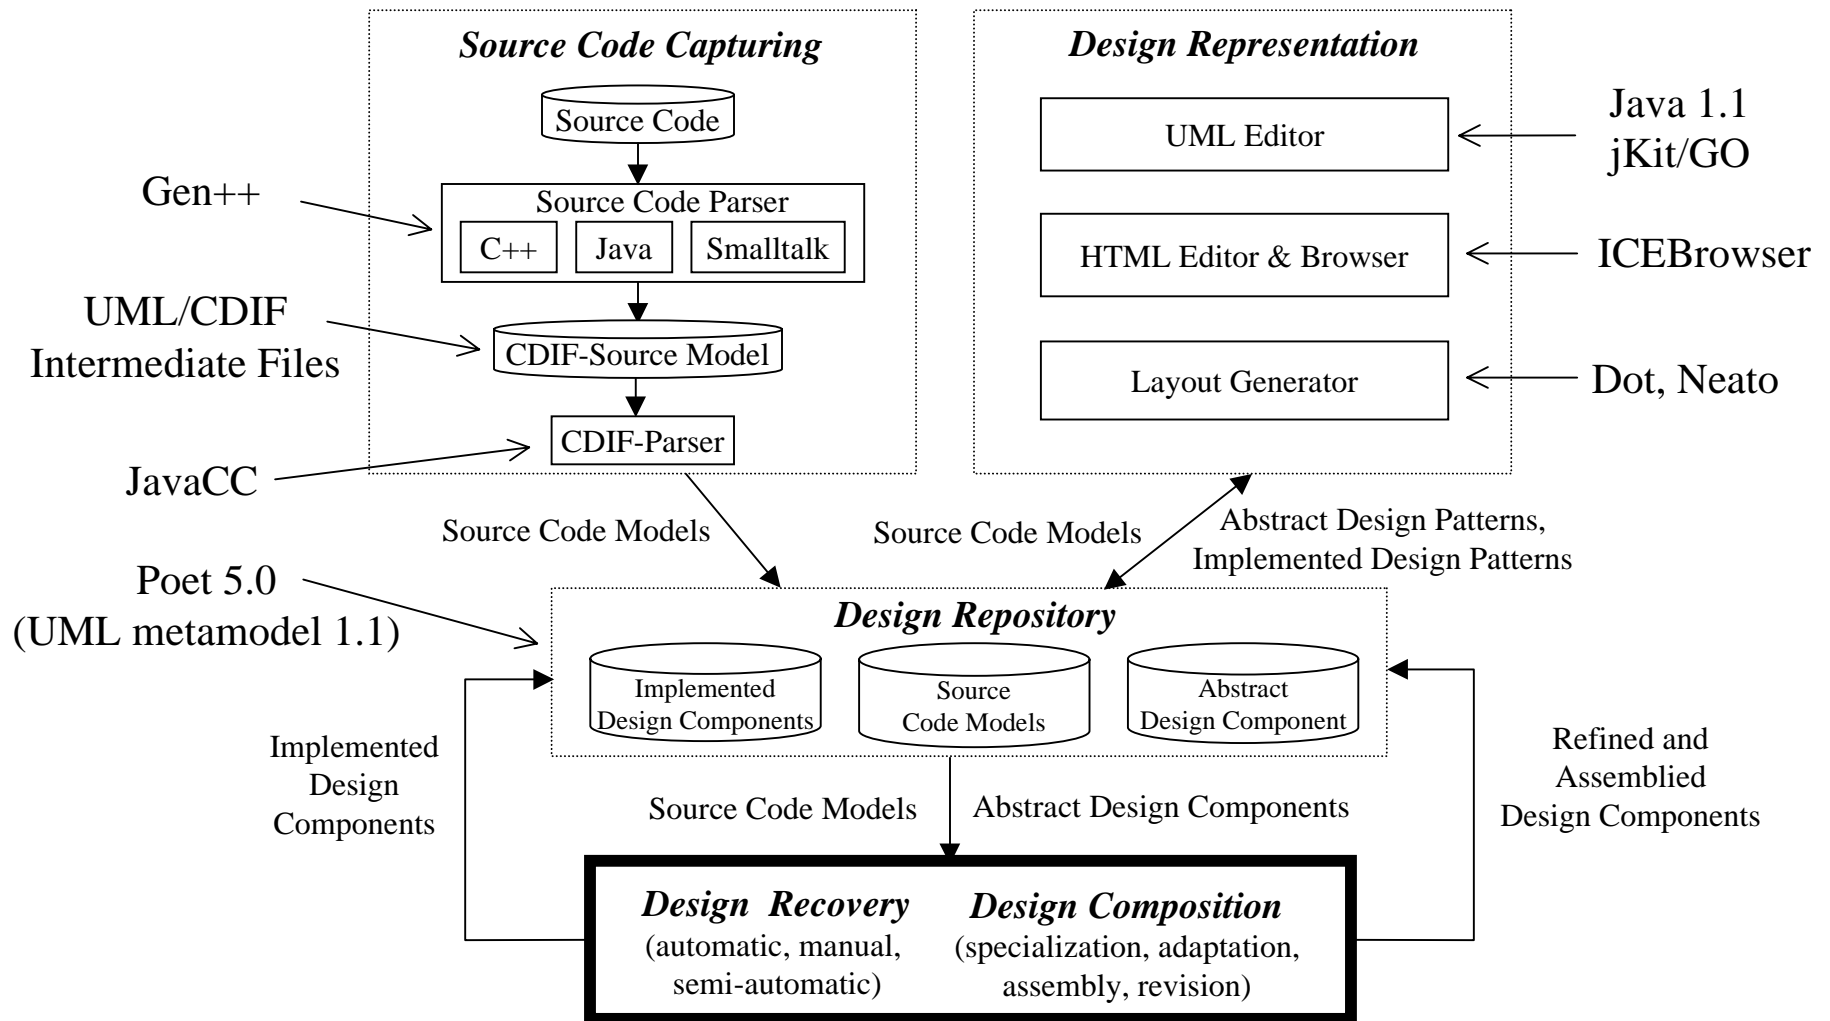 Source Code Capturing
Source Code
Source Code Parser
C++
Java
Smalltalk
CDIF-Source Model
CDIF-Parser
Gen++
UML/CDIF
Intermediate Files
JavaCC
Design Representation
UML Editor
HTML Editor & Browser
Layout Generator
Java 1.1
jKit/GO
ICEBrowser
Dot, Neato
Source Code Models
Source Code Models
Abstract Design Patterns,
Implemented Design Patterns
Poet 5.0
(UML metamodel 1.1)
Design Repository
Implemented
Design Components
Source
Code Models
Abstract
Design Component
Implemented
Design
Components
Source Code Models
Abstract Design Components
Refined and
Assemblied
Design Components
Design Recovery
(automatic, manual,
semi-automatic)
Design Composition
(specialization, adaptation,
assembly, revision)